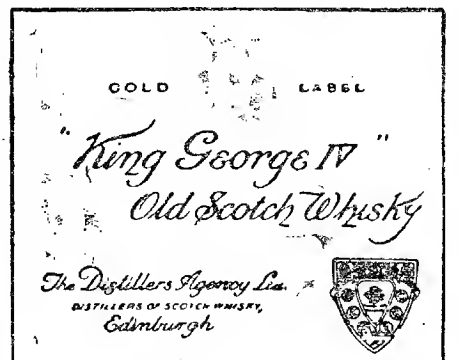 GOLD LABEL
"King George IV"
Old Scotch Whisky
The Distillers Agency Ltd.
DISTILLERS OF SCOTCH WHISKY,
Edinburgh